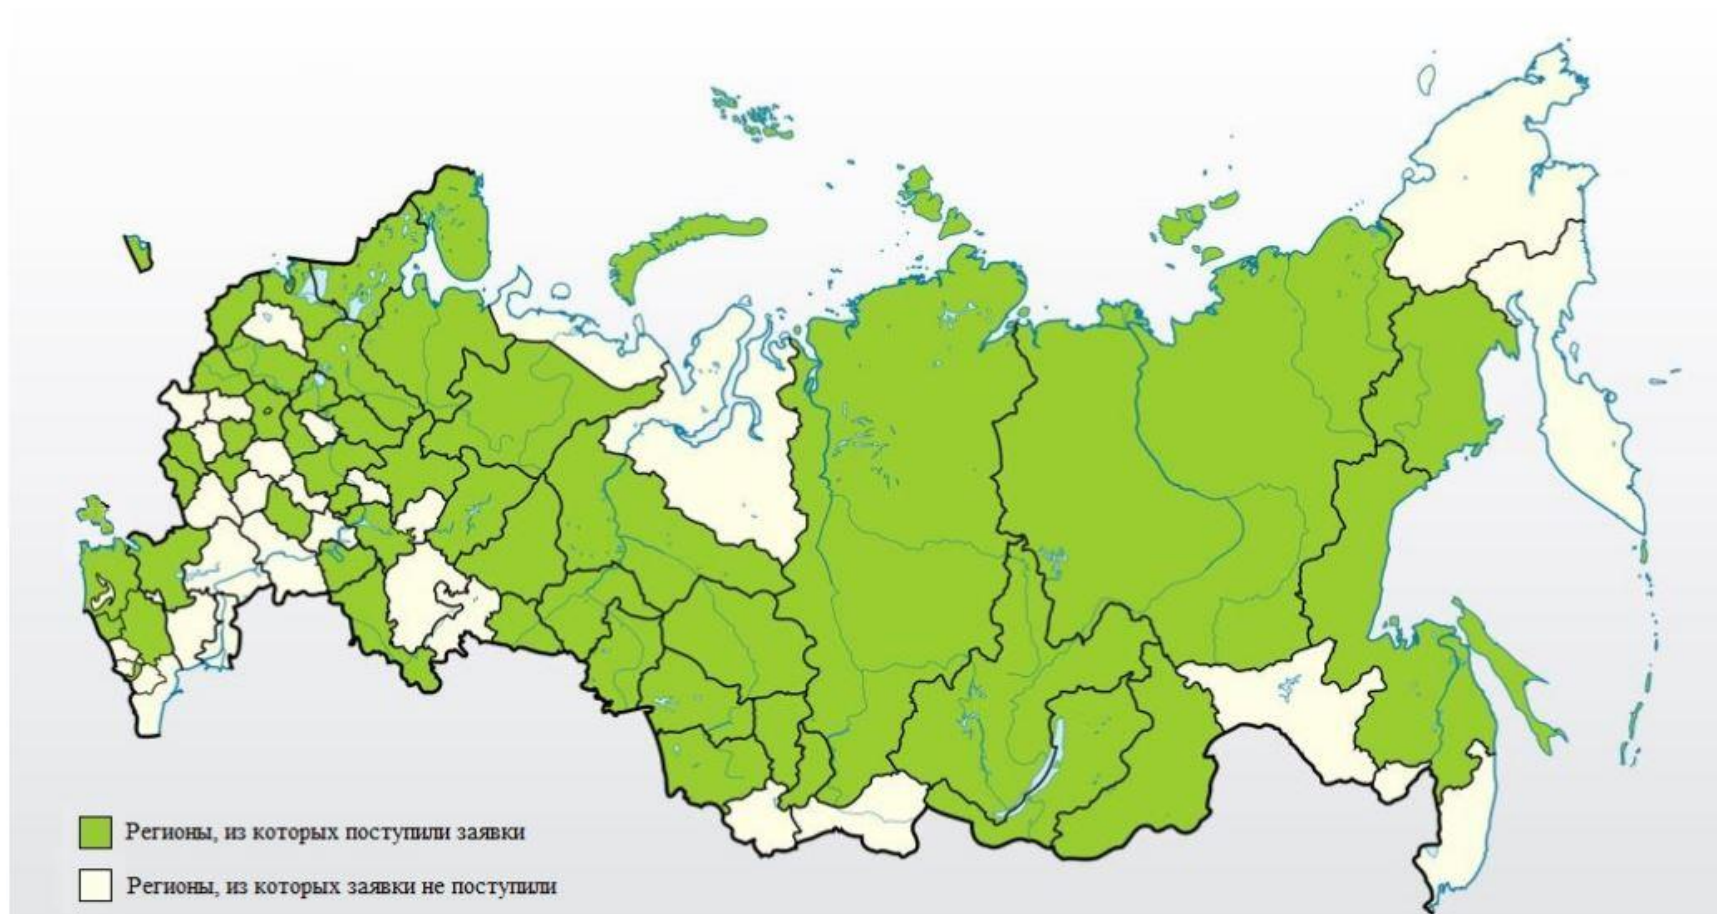 Регионы, из которых поступили заявки
Регионы, из которых заявки не поступили